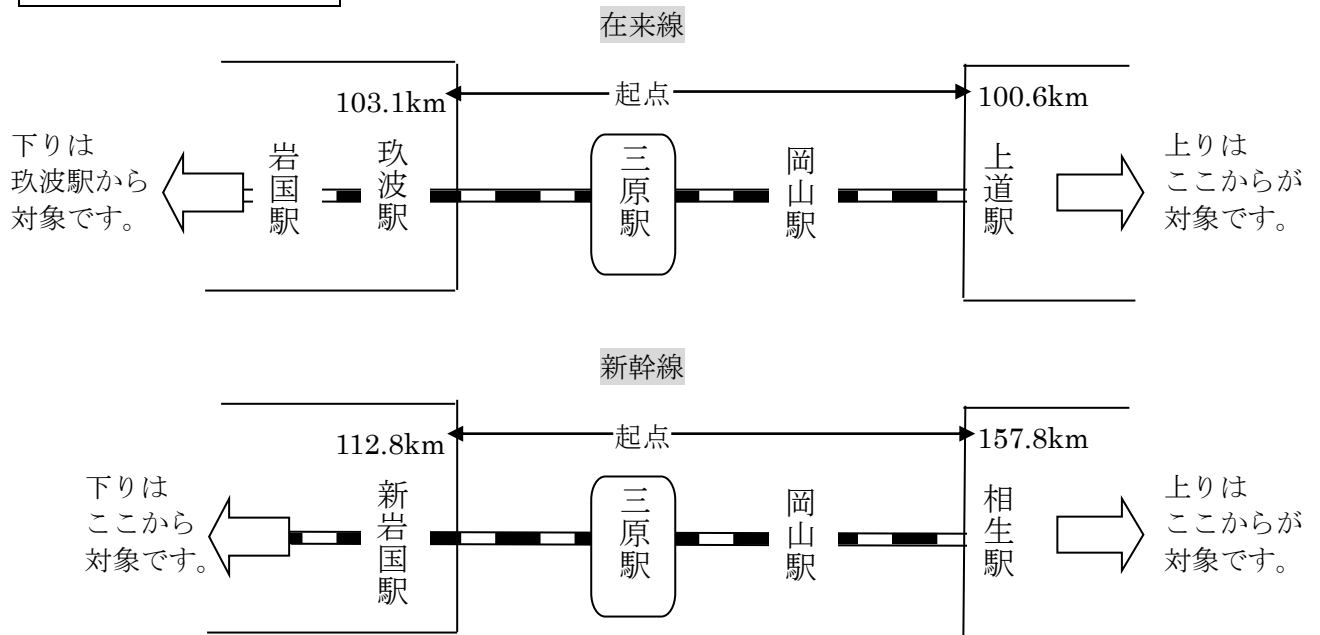 在来線
103.1km
起点
100.6km
下りは
玖波駅から
対象です。
岩国駅
玖波駅
三原駅
岡山駅
上道駅
上りは
ここからが
対象です。
新幹線
112.8km
起点
157.8km
下りは
ここから
対象です。
新岩国駅
三原駅
岡山駅
相生駅
上りは
ここからが
対象です。